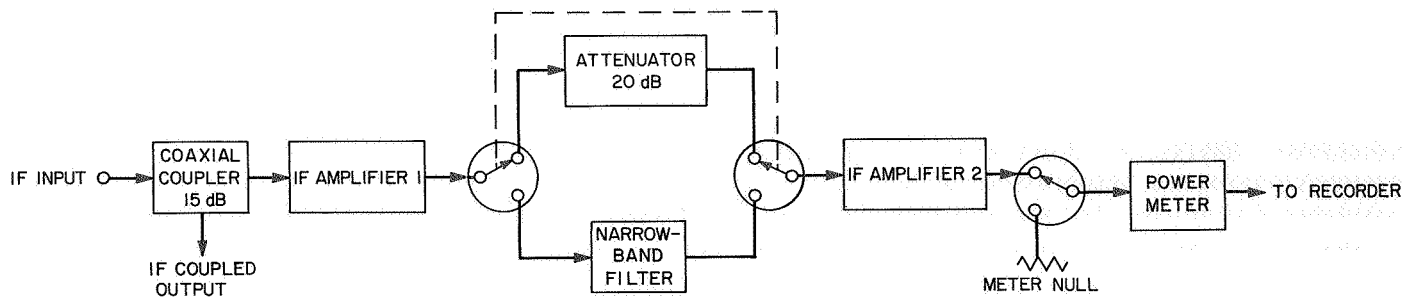 ATTENUATOR
20 dB
IF INPUT
COAXIAL
COUPLER
15 dB
IF AMPLIFIER 1
IF AMPLIFIER 2
POWER
METER
TO RECORDER
IF COUPLED
OUTPUT
NARROW-
BAND
FILTER
METER NULL